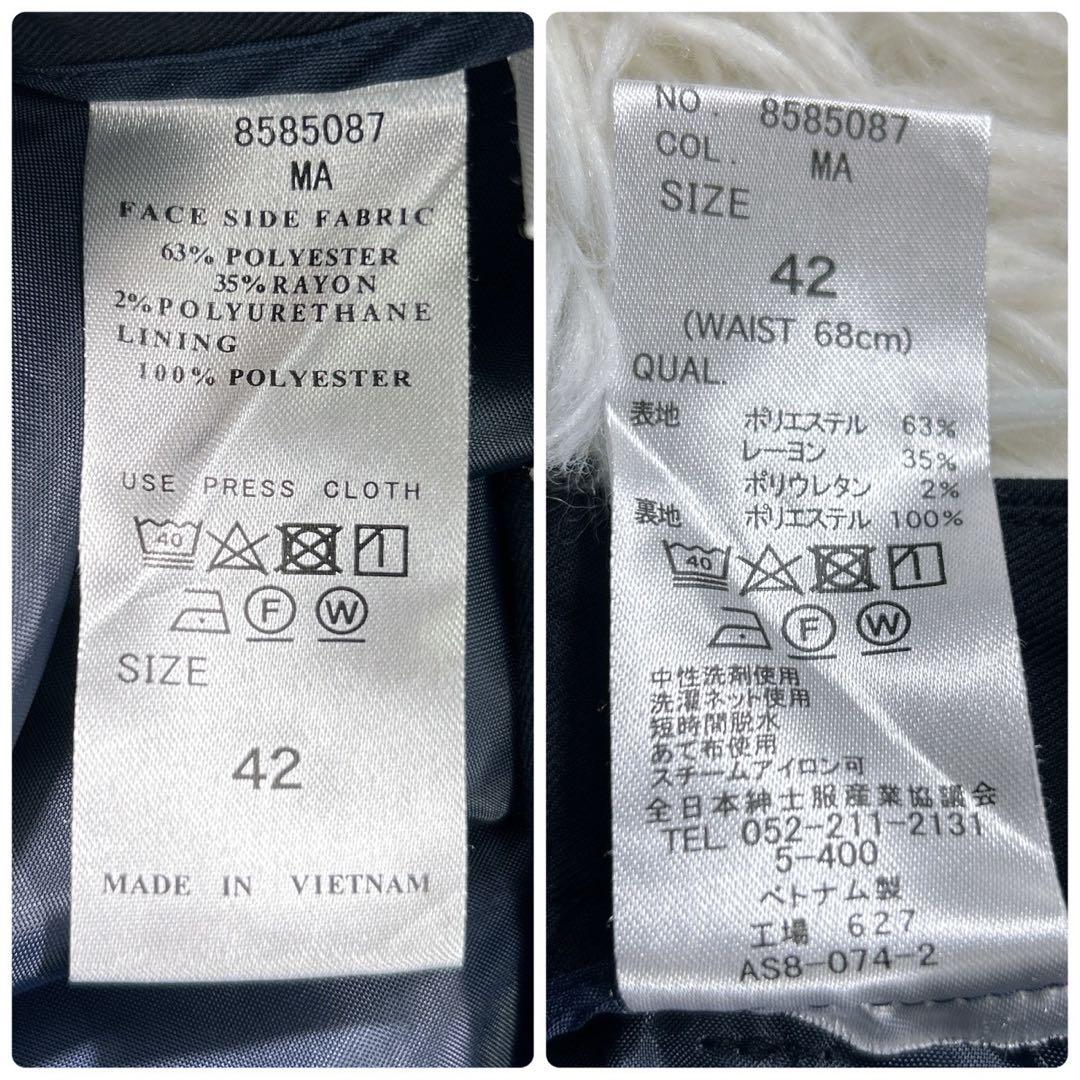 8585087
MA
FACE SIDE FABRIC
63% POLYESTER
35% RAYON
2% POLYURETHANE
LINING
100% POLYESTER
USE PRESS CLOTH
40
F W
SIZE
42
MADE IN VIETNAM
NO. 8585087
COL. MA
SIZE
42
(WAIST 68cm)
QUAL.
表地 ポリエステル 63%
レーヨン 35%
ポリウレタン 2%
裏地 ポリエステル 100%
40
F W
中性洗剤使用
洗濯ネット使用
短時間脱水
あて布使用
スチームアイロン可
全日本紳士服産業協議会
TEL. 052-211-2131
5-400
ベトナム製
工場 627
AS8-074-2